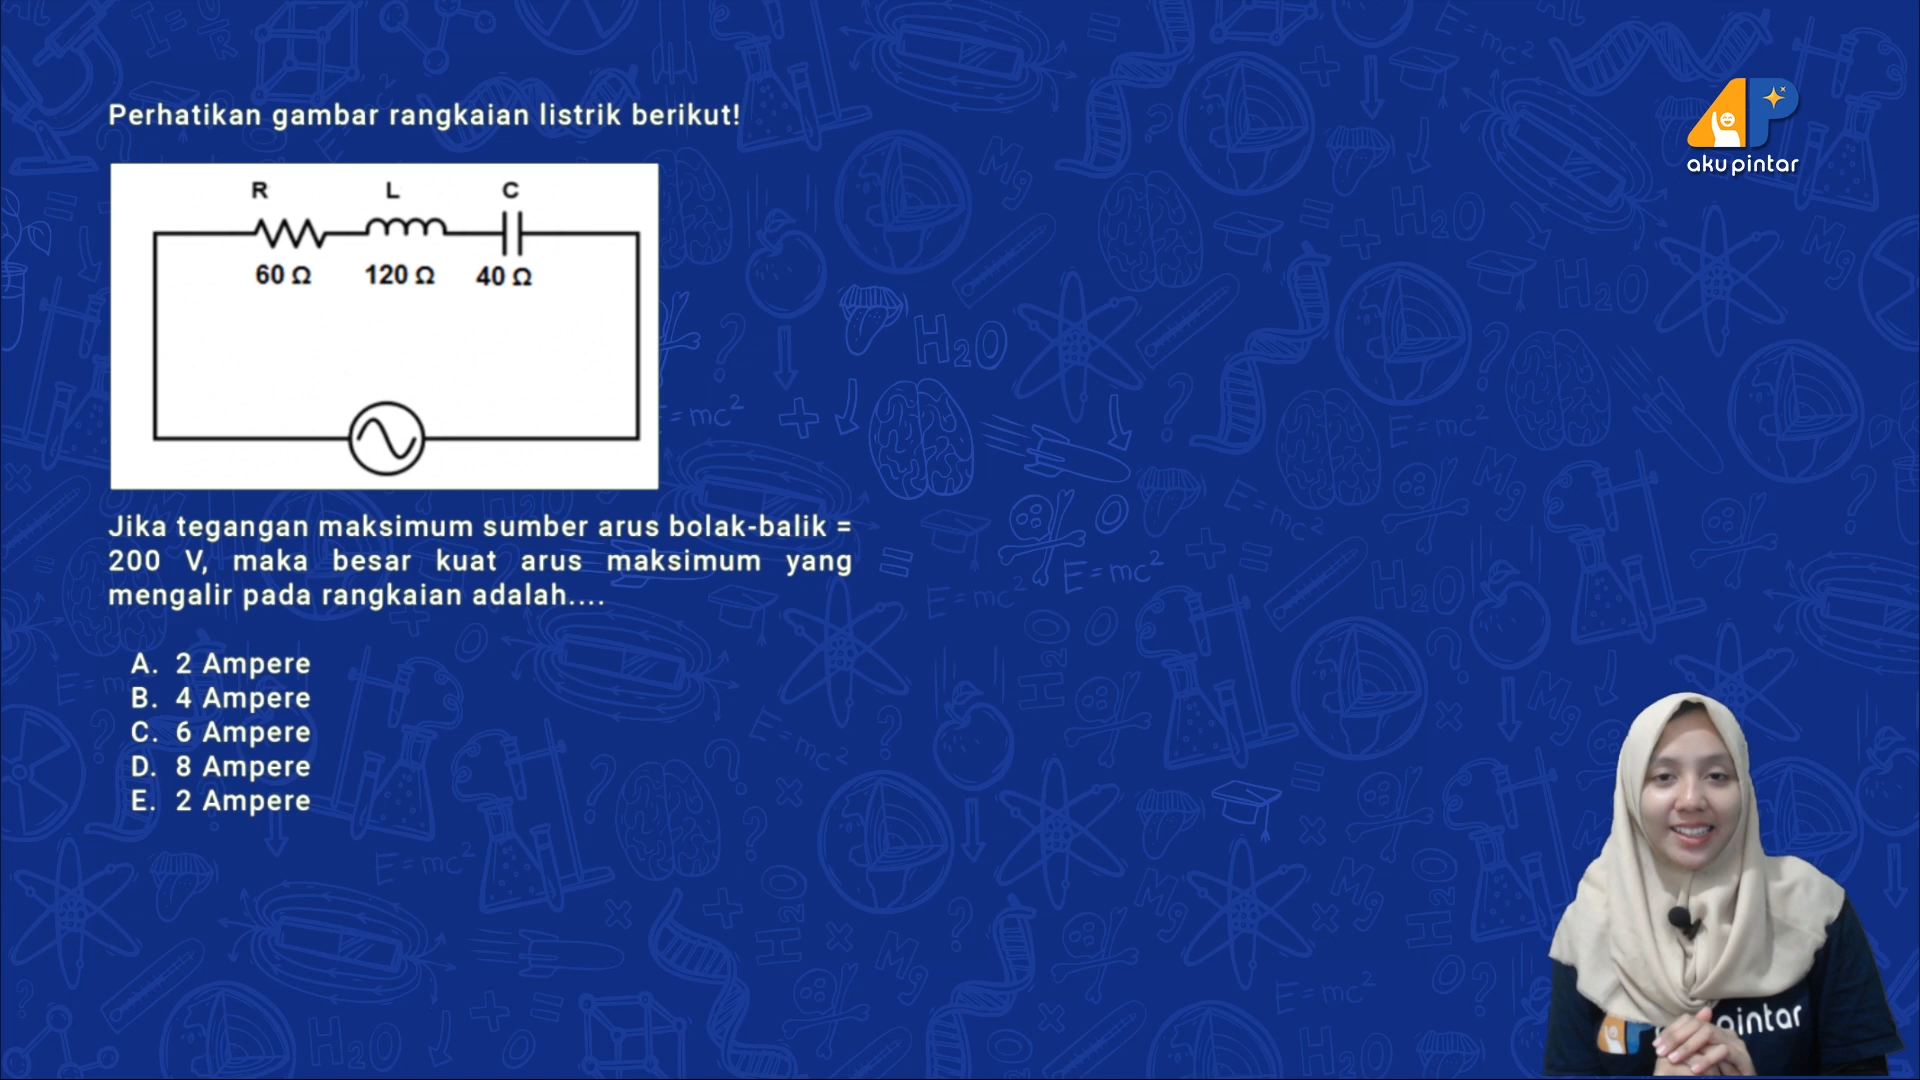 Perhatikan gambar rangkaian listrik berikut!
aku pintar
R L C
60 Ω 120 Ω 40 Ω
Jika tegangan maksimum sumber arus bolak-balik =
200 V, maka besar kuat arus maksimum yang
mengalir pada rangkaian adalah....
A. 2 Ampere
B. 4 Ampere
C. 6 Ampere
D. 8 Ampere
E. 2 Ampere
pintar